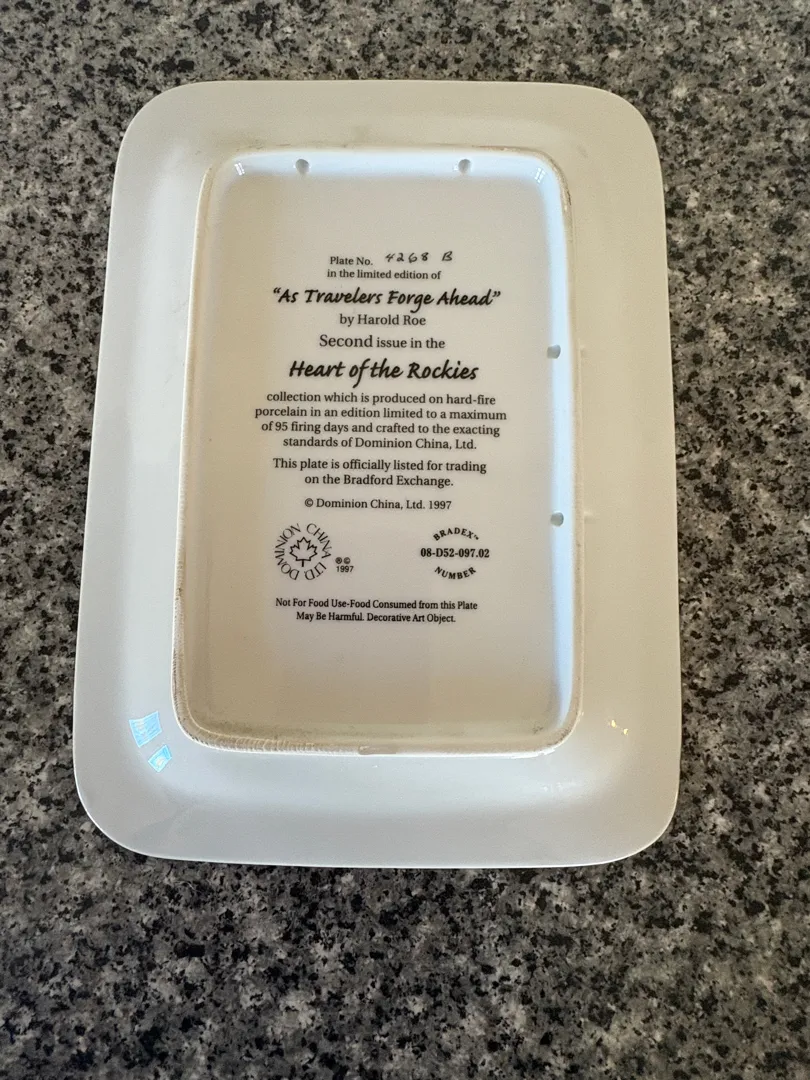 Plate No. 4268 B
in the limited edition of
"As Travelers Forge Ahead"
by Harold Roe
Second issue in the
Heart of the Rockies
collection which is produced on hard-fire
porcelain in an edition limited to a maximum
of 95 firing days and crafted to the exacting
standards of Dominion China, Ltd.
This plate is officially listed for trading
on the Bradford Exchange.
© Dominion China, Ltd. 1997
DOMINION CHINA LTD.
®©
1997
BRADEX™
08-D52-097.02
NUMBER
Not For Food Use-Food Consumed from this Plate
May Be Harmful. Decorative Art Object.